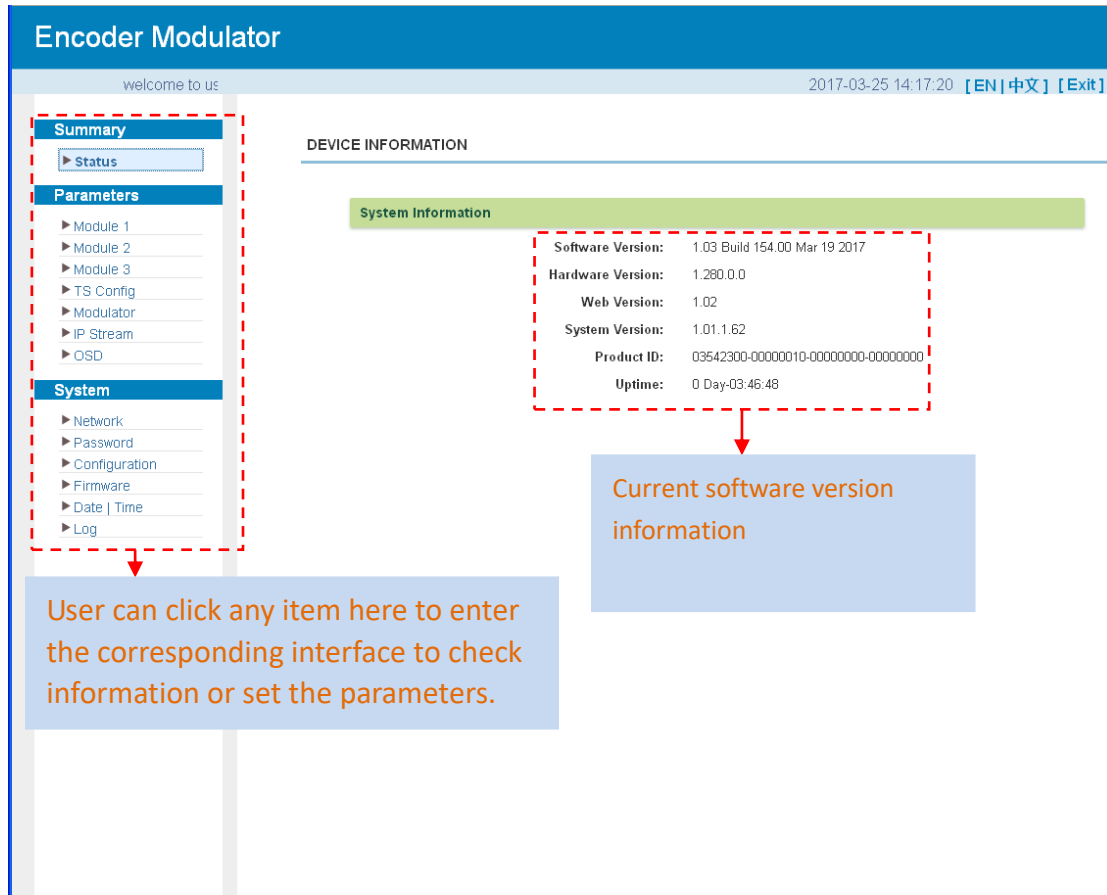 Encoder Modulator
welcome to us
2017-03-25 14:17:20 [ EN | 中文 ] [ Exit ]
Summary
Status
Parameters
Module 1
Module 2
Module 3
TS Config
Modulator
IP Stream
OSD
System
Network
Password
Configuration
Firmware
Date | Time
Log
DEVICE INFORMATION
System Information
Software Version: 1.03 Build 154.00 Mar 19 2017
Hardware Version: 1.280.0.0
Web Version: 1.02
System Version: 1.01.1.62
Product ID: 03542300-00000010-00000000-00000000
Uptime: 0 Day-03:46:48
Current software version
information
User can click any item here to enter
the corresponding interface to check
information or set the parameters.